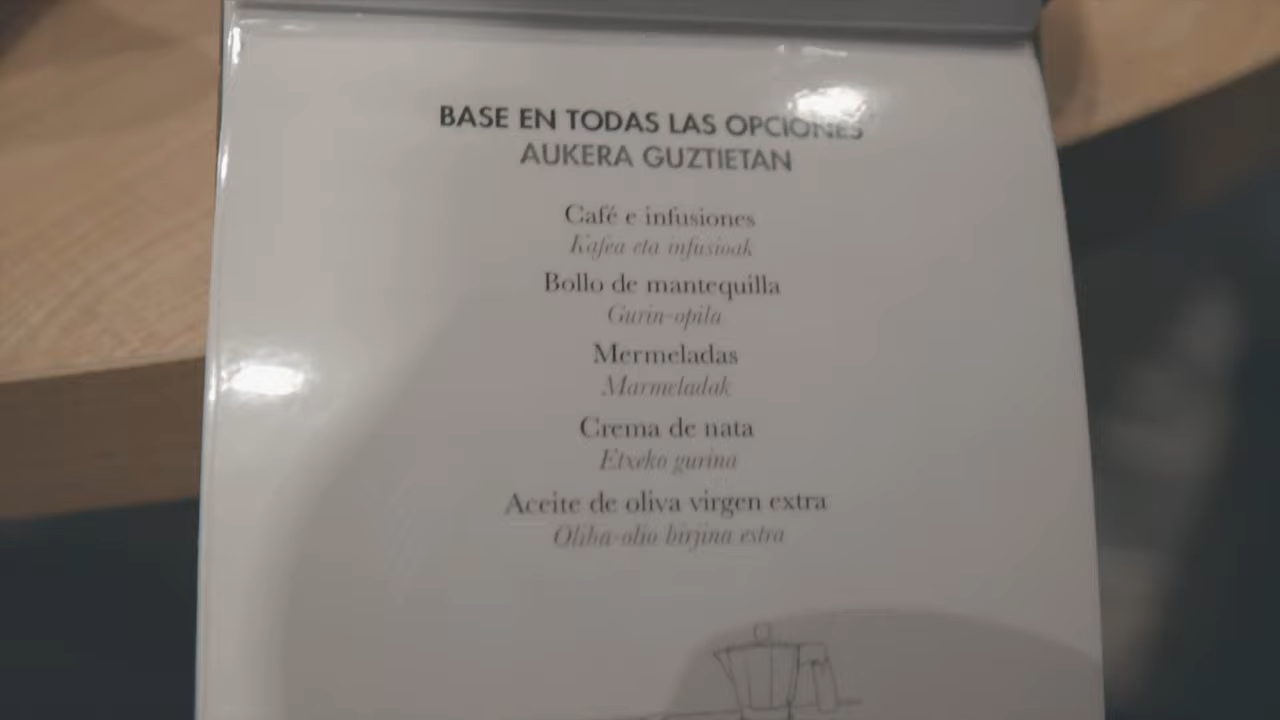 BASE EN TODAS LAS OPCIONES
AUKERA GUZTIETAN
Café e infusiones
Kafea eta infusioak
Bollo de mantequilla
Gurin-opila
Mermeladas
Marmeladak
Crema de nata
Etxeko gurina
Aceite de oliva virgen extra
Oliba-olio birjina estra